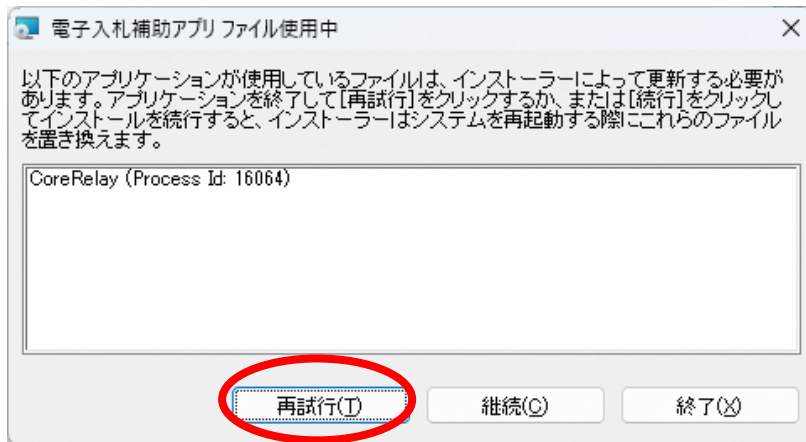 電子入札補助アプリ ファイル使用中
以下のアプリケーションが使用しているファイルは、インストーラーによって更新する必要が
あります。アプリケーションを終了して[再試行]をクリックするか、または[続行]をクリックし
てインストールを続行すると、インストーラーはシステムを再起動する際にこれらのファイル
を置き換えます。
CoreRelay (Process Id: 16064)
再試行(T)
継続(C)
終了(X)